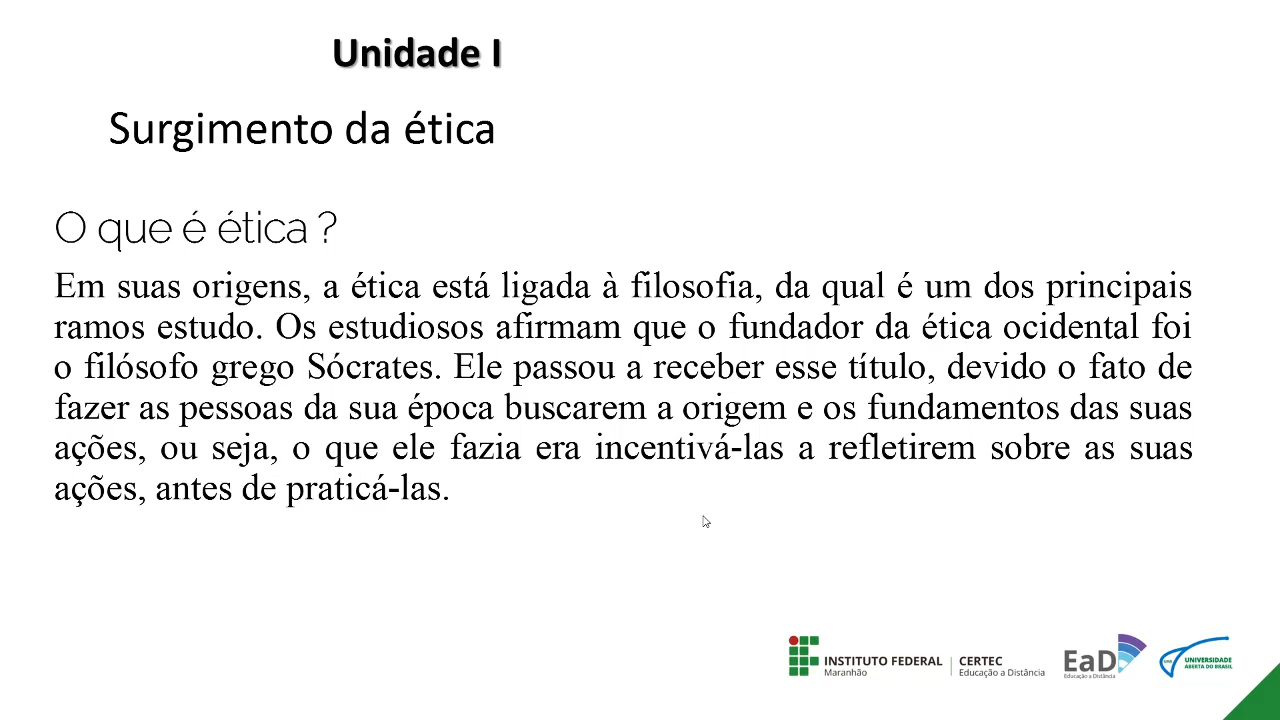 Unidade I
Surgimento da ética
O que é ética ?
Em suas origens, a ética está ligada à filosofia, da qual é um dos principais
ramos estudo. Os estudiosos afirmam que o fundador da ética ocidental foi
o filósofo grego Sócrates. Ele passou a receber esse título, devido o fato de
fazer as pessoas da sua época buscarem a origem e os fundamentos das suas
ações, ou seja, o que ele fazia era incentivá-las a refletirem sobre as suas
ações, antes de praticá-las.
INSTITUTO FEDERAL
Maranhão
CERTEC
Educação a Distância
EaD
Educação a Distância
UNIVERSIDADE
ABERTA DO BRASIL